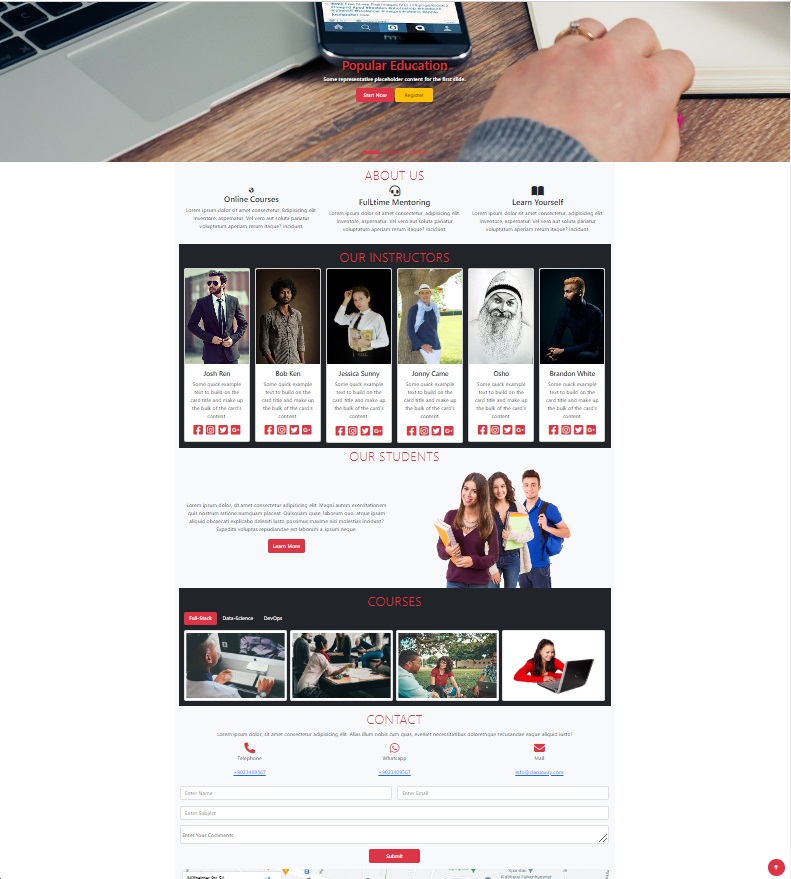 hTC
Popular Education
Some representative placeholder content for the first slide.
Start Now
Register
ABOUT US
Online Courses
Lorem ipsum dolor sit amet consectetur, adipisicing elit.
Inventore, aspernatur. Vel vero aut soluta pariatur
voluptatum aperiam rerum itaque? Incidunt
FulLtime Mentoring
Lorem ipsum dolor sit amet consectetur, adipisicing elit.
Inventore, aspernatur. Vel vero aut soluta pariatur
voluptatum aperiam rerum itaque? Incidunt
Learn Yourself
Lorem ipsum dolor sit amet consectetur, adipisicing elit.
Inventore, aspernatur. Vel vero aut soluta pariatur
voluptatum aperiam rerum itaque? Incidunt
OUR INSTRUCTORS
Josh Ren
Some quick example
text to build on the
card title and make up
the bulk of the card's
content.
Bob Ken
Some quick example
text to build on the
card title and make up
the bulk of the card's
content.
Jessica Sunny
Some quick example
text to build on the
card title and make up
the bulk of the card's
content.
Jonny Came
Some quick example
text to build on the
card title and make up
the bulk of the card's
content.
Osho
Some quick example
text to build on the
card title and make up
the bulk of the card's
content.
Brandon White
Some quick example
text to build on the
card title and make up
the bulk of the card's
content.
OUR STUDENTS
Lorem ipsum dolor, sit amet consectetur adipisicing elit. Magni autem exercitationem
quis nostrum ratione numquam placeat. Quisquam quae, laborum quo, atque ipsum
aliquid obcaecati explicabo deleniti iusto possimus maxime nisi molestias incidunt?
Expedita voluptas repudiandae est laborum a, ipsum neque.
Learn More
COURSES
Full-Stack
Data-Science
DevOps
CONTACT
Lorem ipsum dolor, sit amet consectetur adipisicing elit. Alias illum nobis cum quas, eveniet necessitatibus doloremque recusandae eaque aliquid iusto!
Telephone
+9023409567
Whatsapp
+9023409567
Mail
Enter Name
Enter Email
Enter Subject
Enter Your Comments
Submit